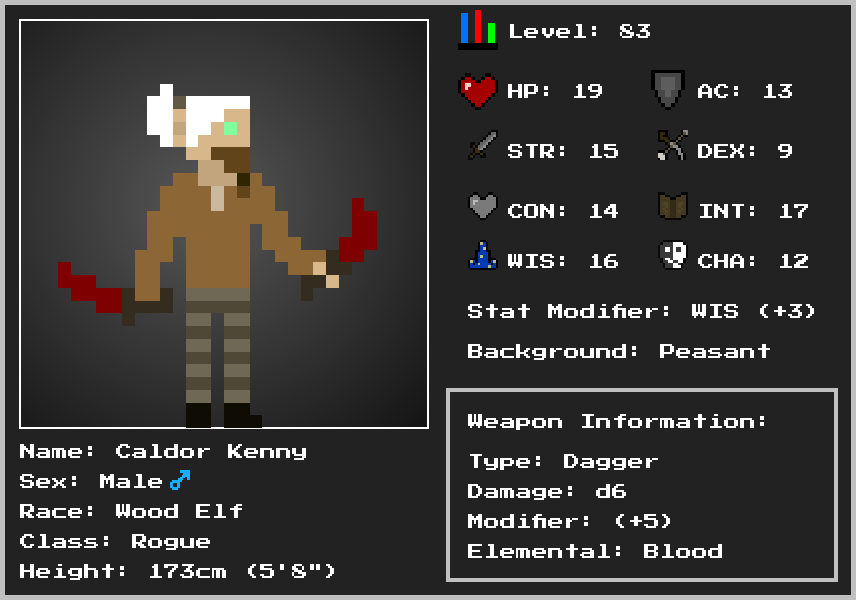 Level: 83
HP: 19
AC: 13
STR: 15
DEX: 9
CON: 14
INT: 17
WIS: 16
CHA: 12
Stat Modifier: WIS (+3)
Background: Peasant
Weapon Information:
Type: Dagger
Damage: d6
Modifier: (+5)
Elemental: Blood
Name: Caldor Kenny
Sex: Male♂
Race: Wood Elf
Class: Rogue
Height: 173cm (5'8")